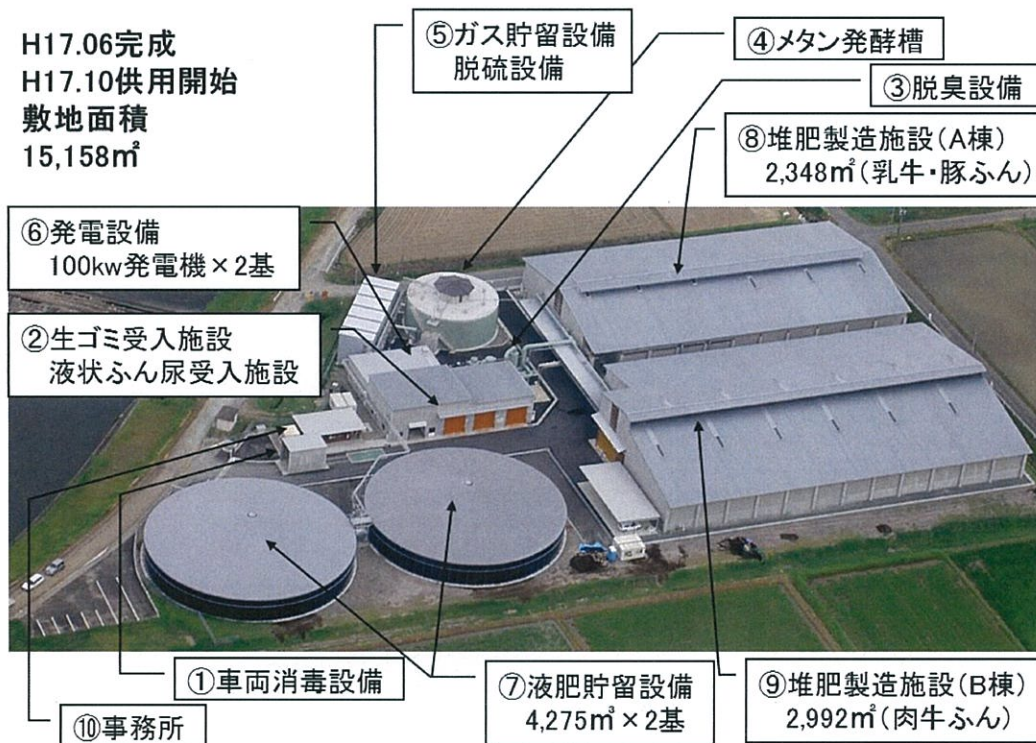 H17.06完成
H17.10供用開始
敷地面積
15,158㎡
⑤ガス貯留設備
脱硫設備
④メタン発酵槽
③脱臭設備
⑧堆肥製造施設(A棟)
2,348㎡(乳牛・豚ふん)
⑥発電設備
100kw発電機×2基
②生ゴミ受入施設
液状ふん尿受入施設
①車両消毒設備
⑩事務所
⑦液肥貯留設備
4,275㎥×2基
⑨堆肥製造施設(B棟)
2,992㎡(肉牛ふん)